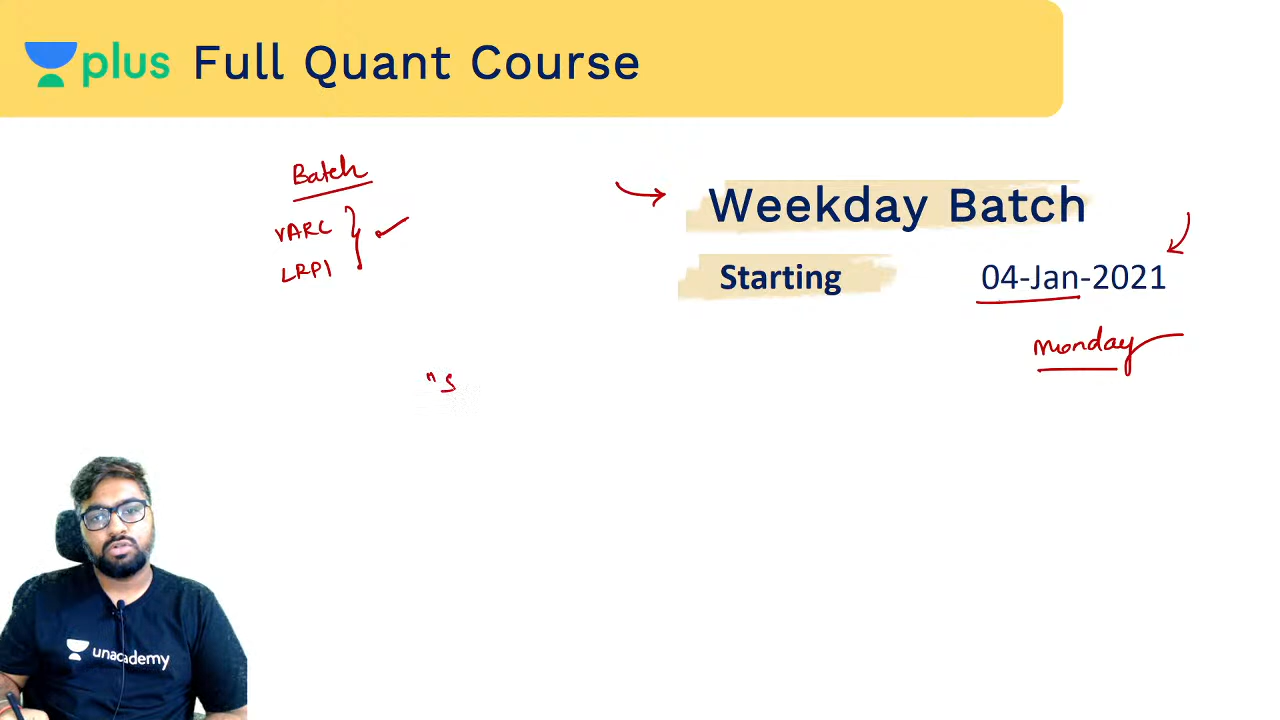 plus Full Quant Course
Batch
VARC
LRDI
Weekday Batch
Starting 04-Jan-2021
Monday
"S
unacademy